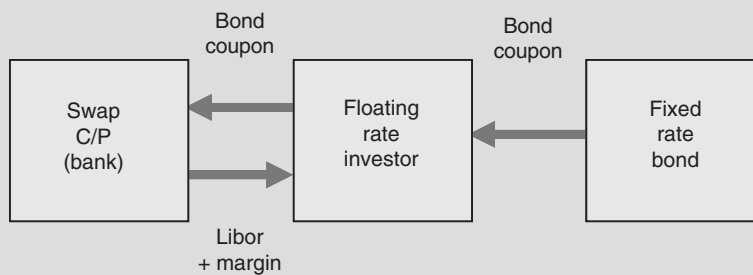 Bond
coupon
Bond
coupon
Swap
C/P
(bank)
Floating
rate
investor
Fixed
rate
bond
Libor
+ margin